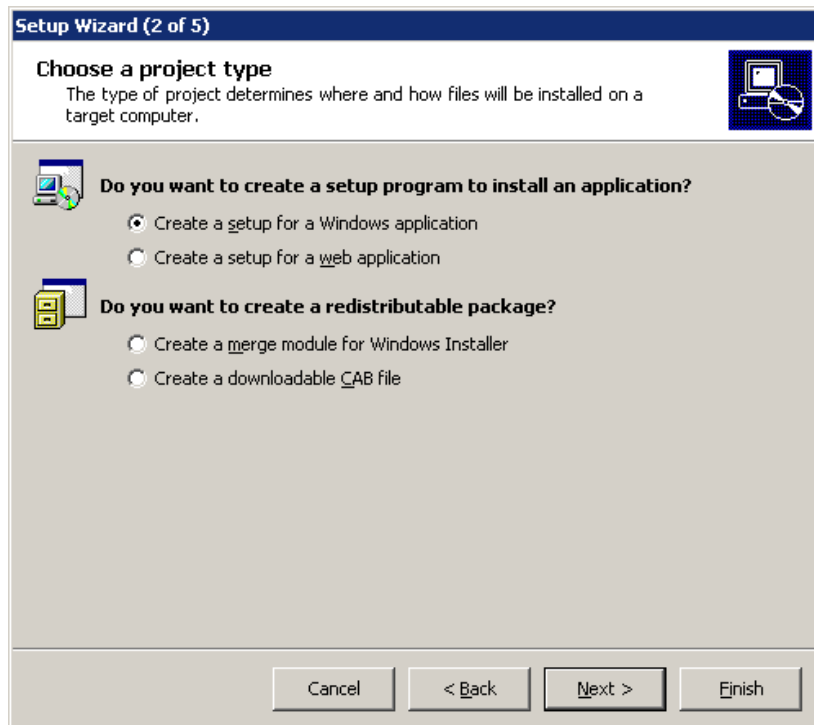 Setup Wizard (2 of 5)
Choose a project type
The type of project determines where and how files will be installed on a
target computer.
Do you want to create a setup program to install an application?
Create a setup for a Windows application
Create a setup for a web application
Do you want to create a redistributable package?
Create a merge module for Windows Installer
Create a downloadable CAB file
Cancel
< Back
Next >
Finish